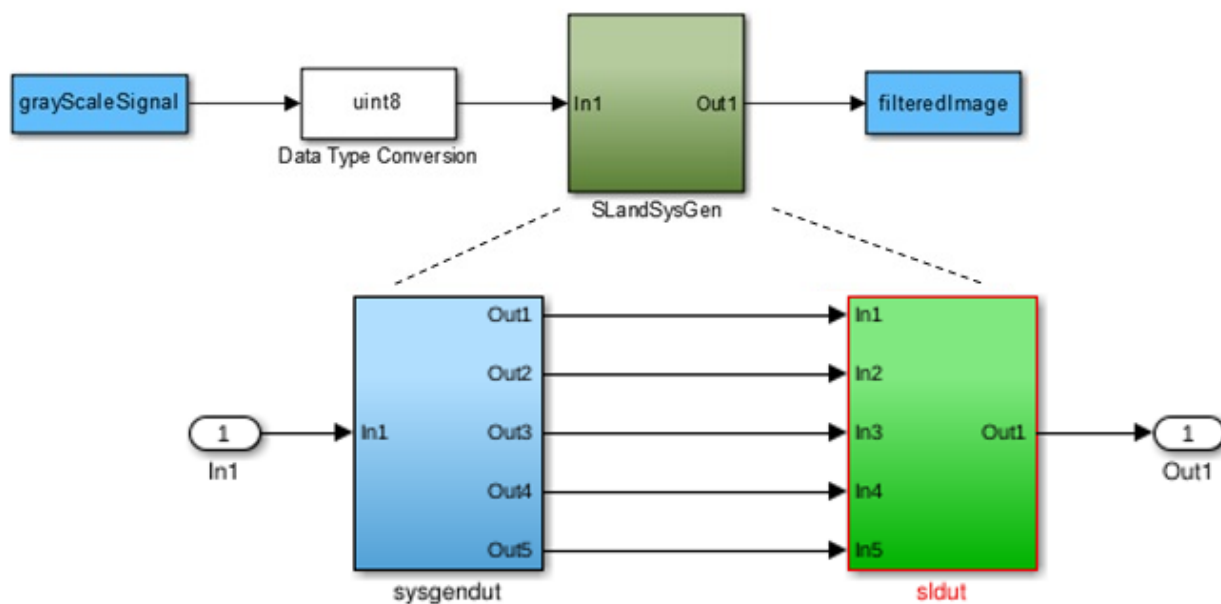 grayScaleSignal
uint8
Data Type Conversion
In1
Out1
SLandSysGen
filteredImage
1
In1
In1
Out1
Out2
Out3
Out4
Out5
sysgendut
In1
In2
In3
In4
In5
Out1
sldut
1
Out1